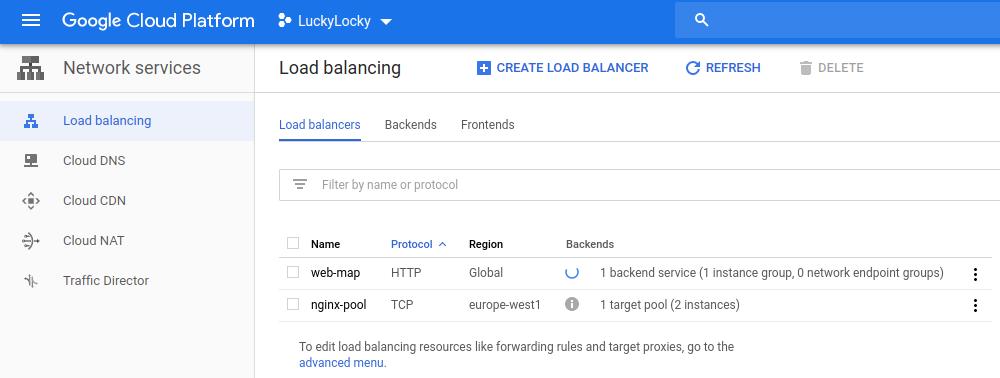 Google Cloud Platform LuckyLocky
Network services
Load balancing
Cloud DNS
Cloud CDN
Cloud NAT
Traffic Director
Load balancing CREATE LOAD BALANCER REFRESH DELETE
Load balancers Backends Frontends
Filter by name or protocol
Name Protocol Region Backends
web-map HTTP Global 1 backend service (1 instance group, 0 network endpoint groups)
nginx-pool TCP europe-west1 1 target pool (2 instances)
To edit load balancing resources like forwarding rules and target proxies, go to the
advanced menu.